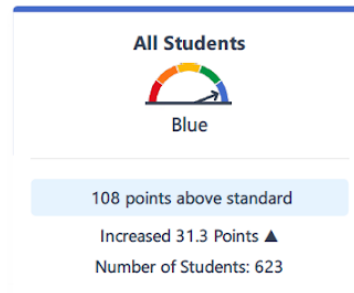 All Students
Blue
108 points above standard
Increased 31.3 Points ▲
Number of Students: 623